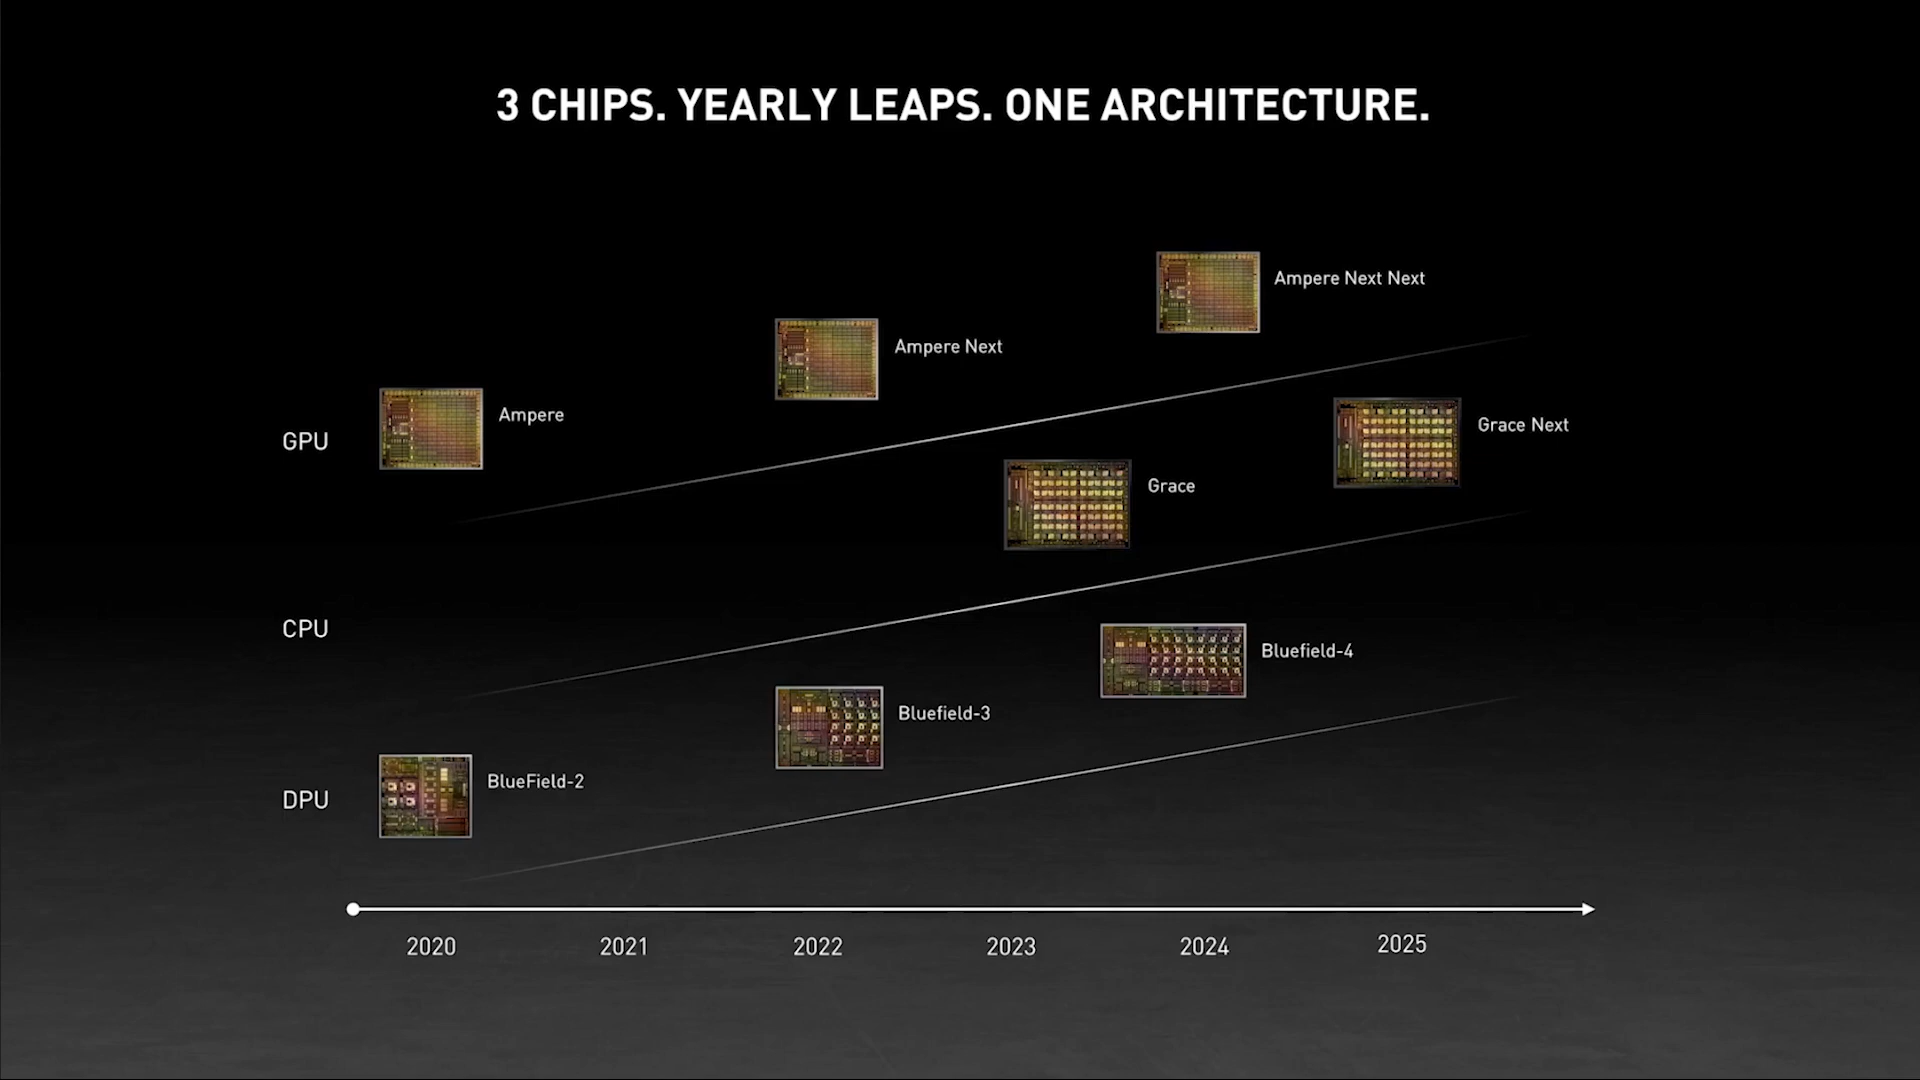 3 CHIPS. YEARLY LEAPS. ONE ARCHITECTURE.
Ampere Next Next
Ampere Next
Ampere
GPU
Grace Next
Grace
CPU
Bluefield-4
Bluefield-3
BlueField-2
DPU
2020 2021 2022 2023 2024 2025